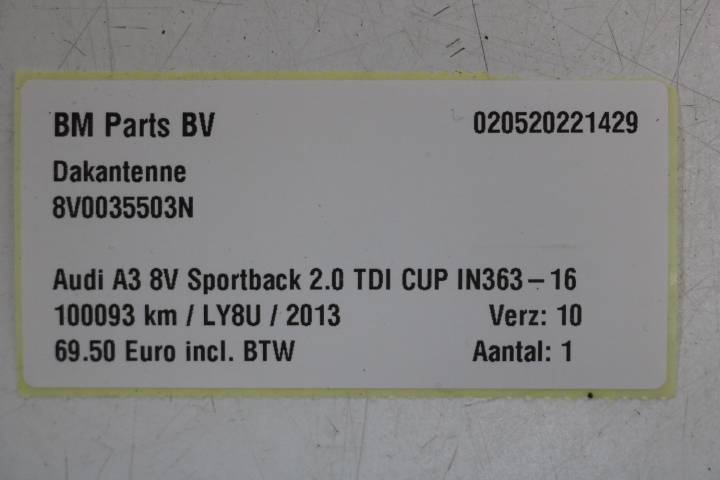 BM Parts BV 020520221429
Dakantenne
8V0035503N
Audi A3 8V Sportback 2.0 TDI CUP IN363 – 16
100093 km / LY8U / 2013 Verz: 10
69.50 Euro incl. BTW Aantal: 1